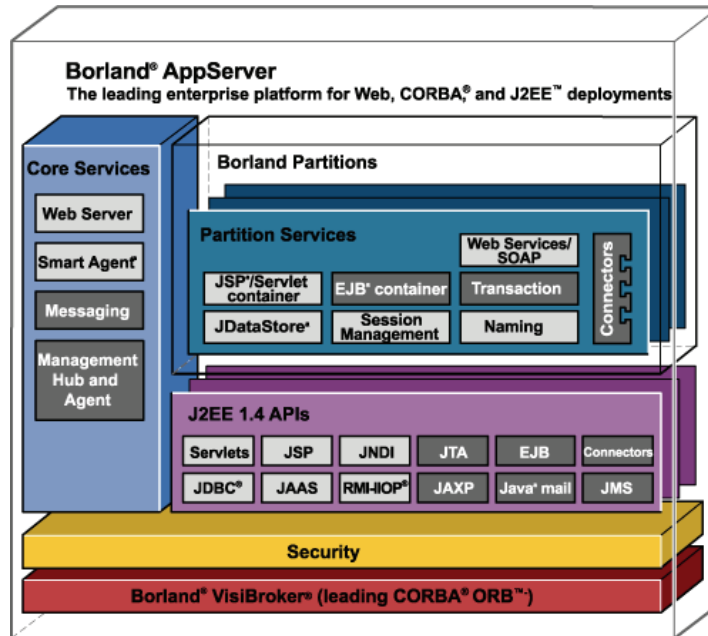 Borland® AppServer
The leading enterprise platform for Web, CORBA,® and J2EE™ deployments
Core Services
Web Server
Smart Agent•
Messaging
Management
Hub and
Agent
Borland Partitions
Partition Services
Web Services/
SOAP
JSP•/Servlet
container
EJB• container
Transaction
JDataStore•
Session
Management
Naming
Connectors
J2EE 1.4 APIs
Servlets
JSP
JNDI
JTA
EJB
Connectors
JDBC®
JAAS
RMI-IIOP®
JAXP
Java• mail
JMS
Security
Borland® VisiBroker® (leading CORBA® ORB™·)